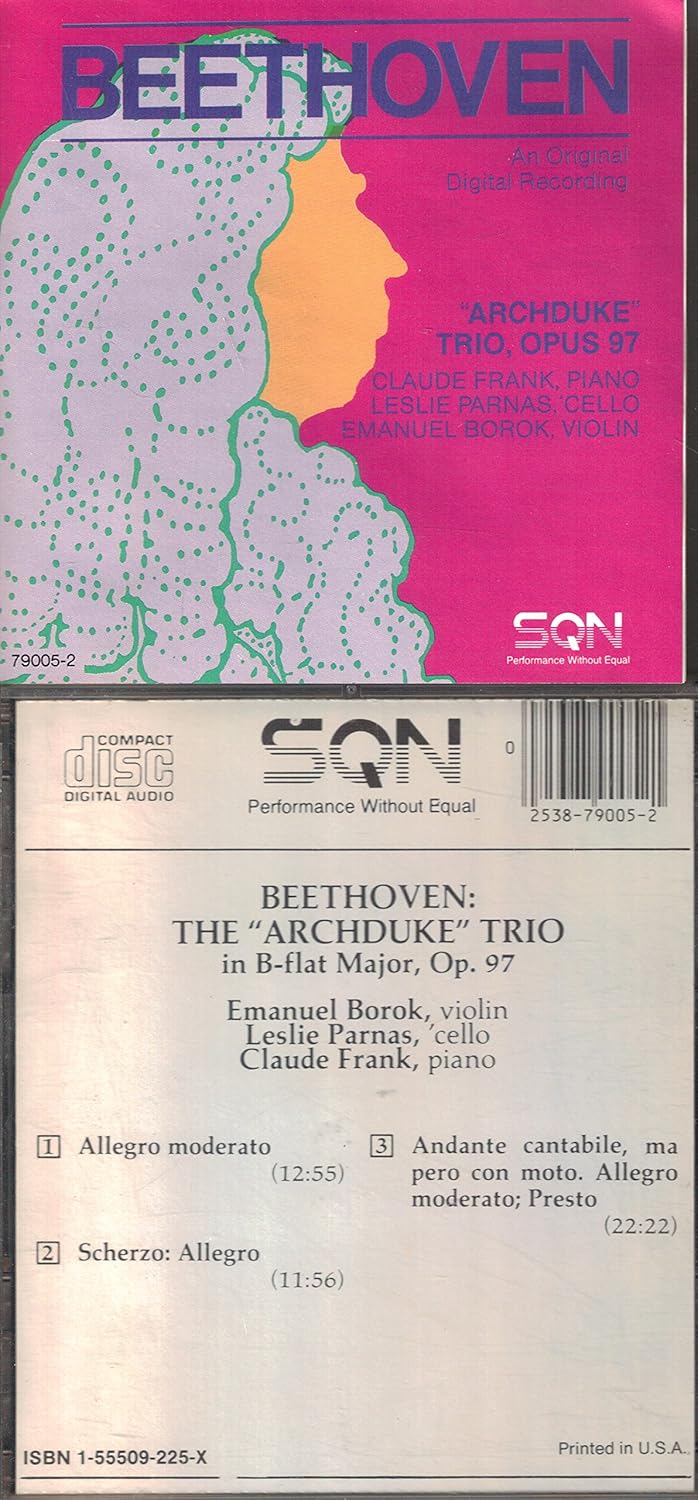 BEETHOVEN
An Original
Digital Recording
"ARCHDUKE"
TRIO, OPUS 97
CLAUDE FRANK, PIANO
LESLIE PARNAS, 'CELLO
EMANUEL BOROK, VIOLIN
79005-2
SQN
Performance Without Equal
COMPACT
disc
DIGITAL AUDIO
SQN
Performance Without Equal
0
2538-79005-2
BEETHOVEN:
THE "ARCHDUKE" TRIO
in B-flat Major, Op. 97
Emanuel Borok, violin
Leslie Parnas, 'cello
Claude Frank, piano
1 Allegro moderato
(12:55)
2 Scherzo: Allegro
(11:56)
3 Andante cantabile, ma
pero con moto. Allegro
moderato; Presto
(22:22)
ISBN 1-55509-225-X
Printed in U.S.A.